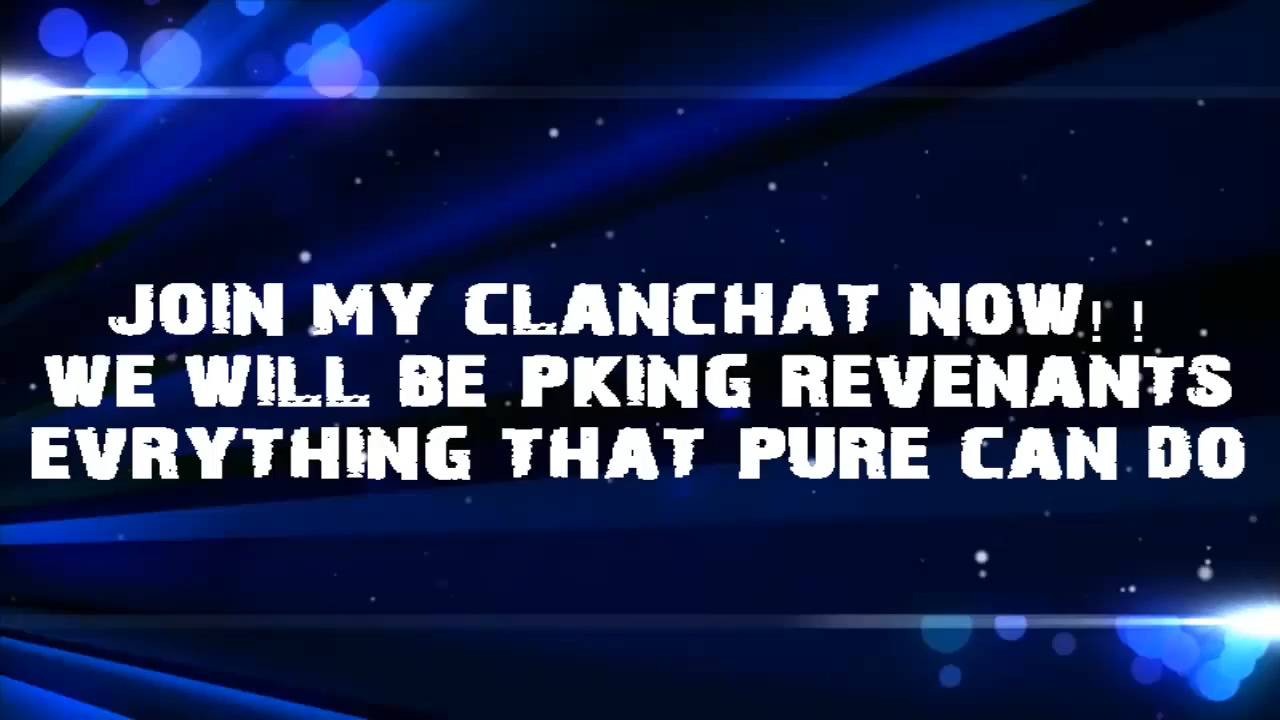 JOIN MY CLANCHAT NOW!!
WE WILL BE PKING REVENANTS
EVRYTHING THAT PURE CAN DO